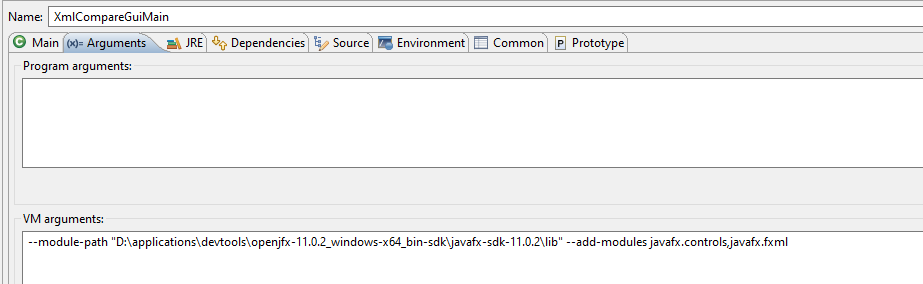 Name: XmlCompareGuiMain
Main (x)= Arguments JRE Dependencies Source Environment Common P Prototype
Program arguments:
VM arguments:
--module-path "D:\applications\devtools\openjfx-11.0.2_windows-x64_bin-sdk\javafx-sdk-11.0.2\lib" --add-modules javafx.controls,javafx.fxml